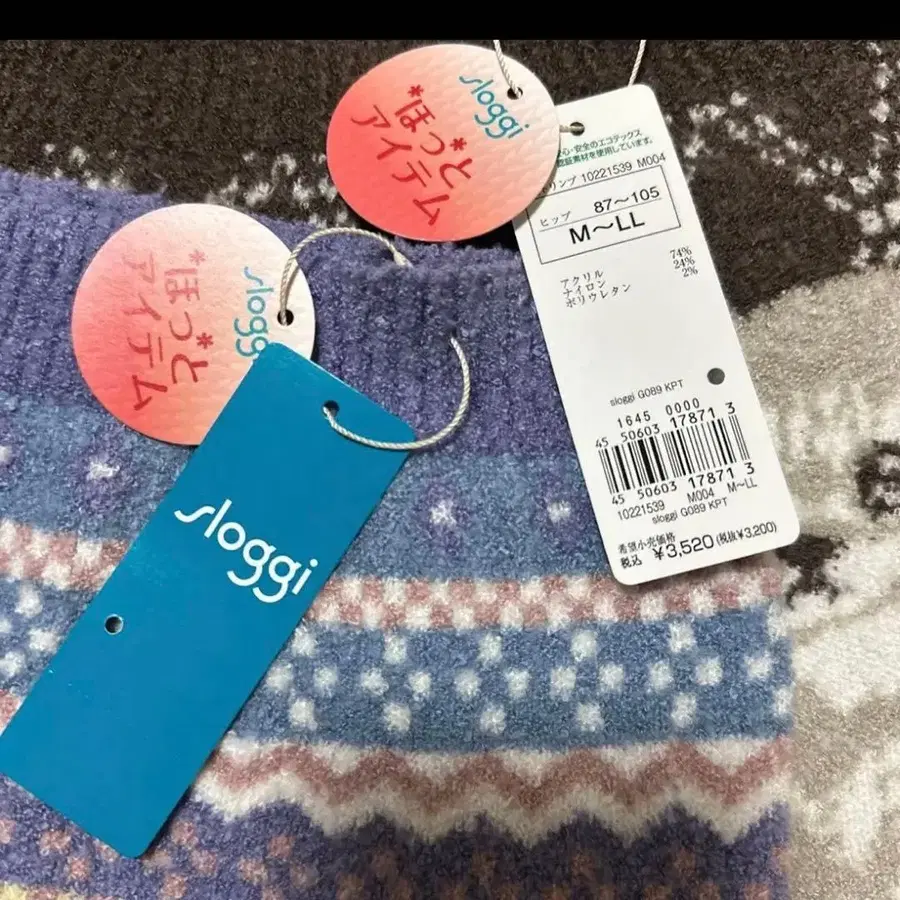 sloggi
*ほっ*と
アイテム
sloggi
*ほっ*と
アイテム
sloggi
心・安全のエコテックス
認証素材を使用しています。
リンプ 10221539 M004
ヒップ 87〜105
M〜LL
アクリル 74%
ナイロン 24%
ポリウレタン 2%
sloggi G089 KPT
1645 0000
45 50603 17871 3
45 50603 17871 3
10221539 M004 M〜LL
sloggi G089 KPT
希望小売価格
税込 ¥3,520 (税抜¥3,200)